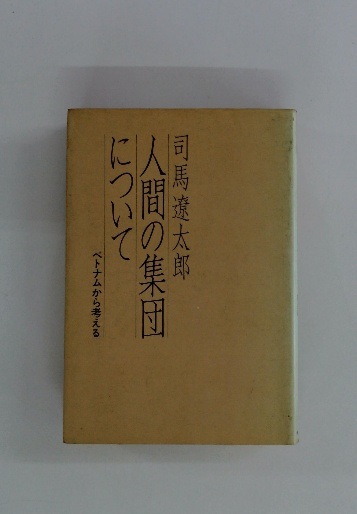 司馬遼太郎
人間の集団
について
ベトナムから考える